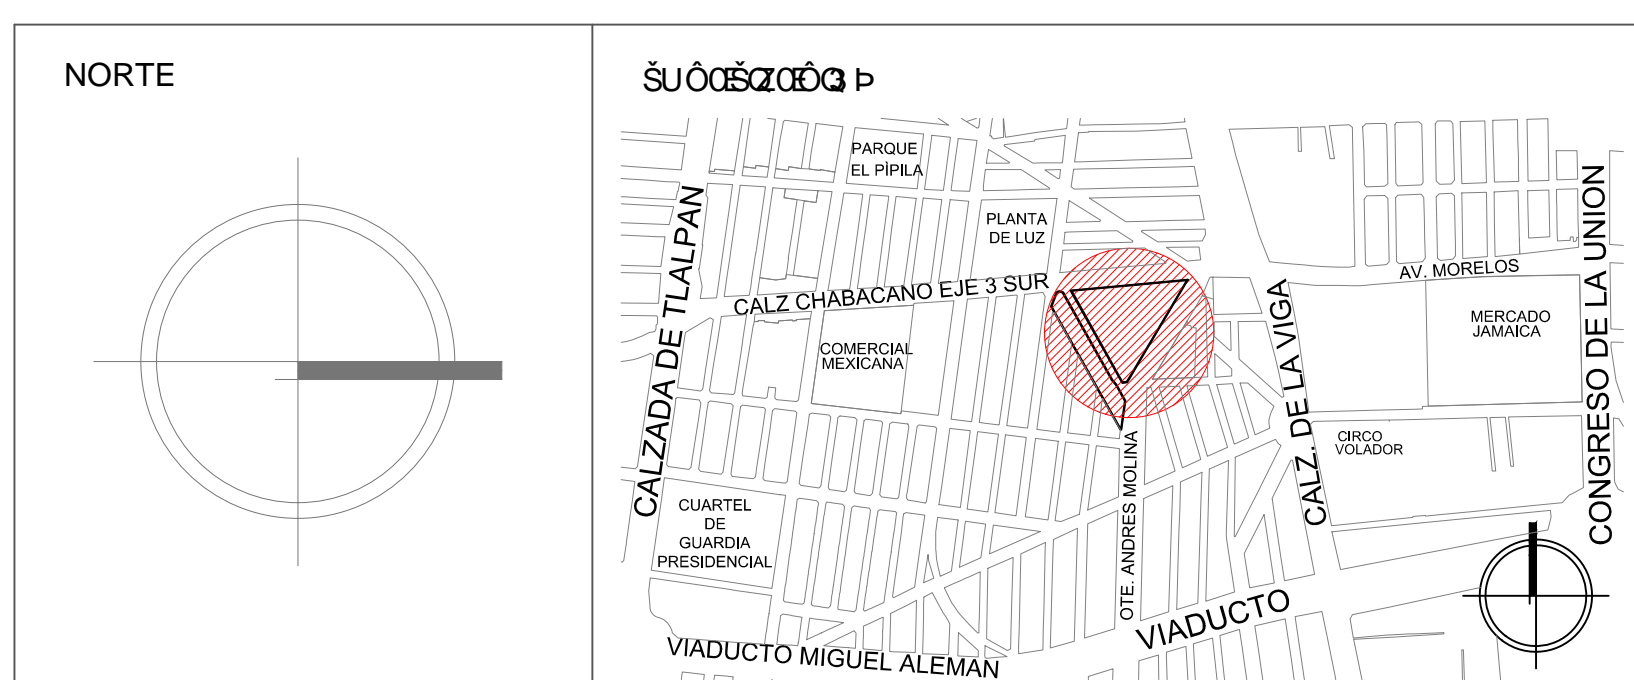 NORTE
PARQUE
EL PÌPILA
PLANTA
DE LUZ
CALZADA DE TLALPAN
CALZ CHABACANO EJE 3 SUR
AV. MORELOS
CONGRESO DE LA UNION
MERCADO
JAMAICA
COMERCIAL
MEXICANA
CALZ. DE LA VIGA
CIRCO
VOLADOR
OTE. ANDRES MOLINA
CUARTEL
DE
GUARDIA
PRESIDENCIAL
VIADUCTO
VIADUCTO MIGUEL ALEMAN